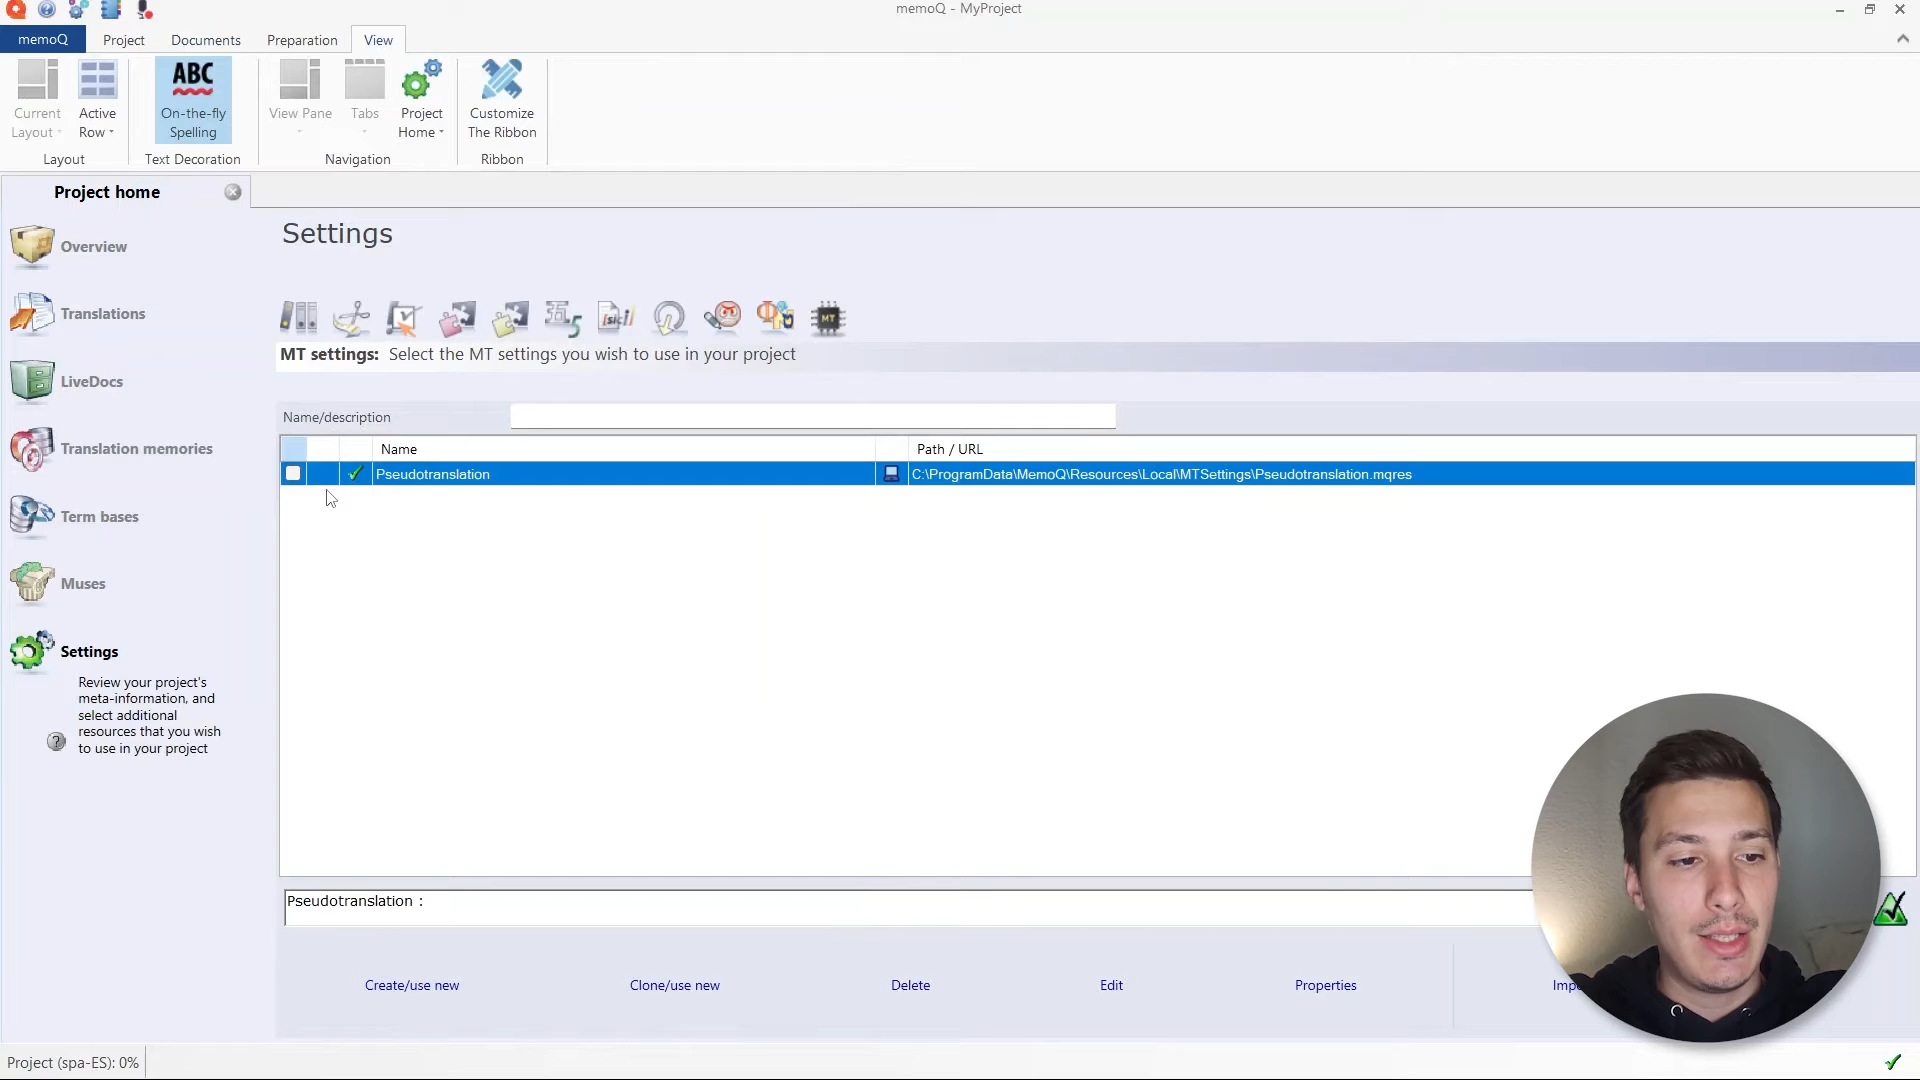 memoQ - MyProject
memoQ
Project
Documents
Preparation
View
Current
Layout
Active
Row
ABC
On-the-fly
Spelling
View Pane
Tabs
Project
Home
Customize
The Ribbon
Layout
Text Decoration
Navigation
Ribbon
Project home
Overview
Translations
LiveDocs
Translation memories
Term bases
Muses
Settings
Review your project's
meta-information, and
select additional
resources that you wish
to use in your project
Settings
[sic]
MT
MT settings: Select the MT settings you wish to use in your project
Name/description
Name
Path / URL
Pseudotranslation
C:\ProgramData\MemoQ\Resources\Local\MTSettings\Pseudotranslation.mqres
Pseudotranslation :
Create/use new
Clone/use new
Delete
Edit
Properties
Project (spa-ES): 0%